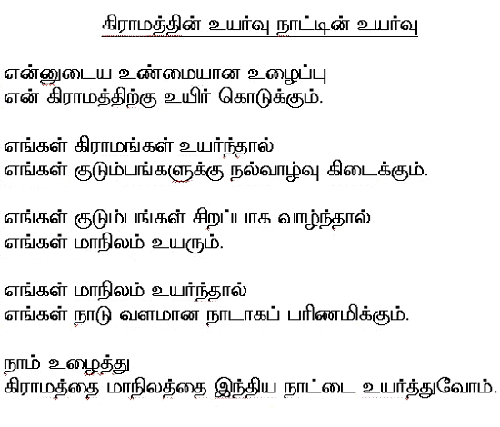 கிராமத்தின் உயர்வு நாட்டின் உயர்வு
என்னுடைய உண்மையான உழைப்பு
என் கிராமத்திற்கு உயிர் கொடுக்கும்.
எங்கள் கிராமங்கள் உயர்ந்தால்
எங்கள் குடும்பங்களுக்கு நல்வாழ்வு கிடைக்கும்.
எங்கள் குடும்பங்கள் சிறப்பாக வாழ்ந்தால்
எங்கள் மாநிலம் உயரும்.
எங்கள் மாநிலம் உயர்ந்தால்
எங்கள் நாடு வளமான நாடாகப் பரிணமிக்கும்.
நாம் உழைத்து
கிராமத்தை மாநிலத்தை இந்திய நாட்டை உயர்த்துவோம்.